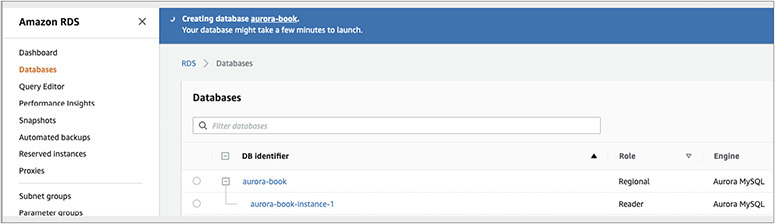 Amazon RDS
Creating database aurora-book.
Your database might take a few minutes to launch.
Dashboard
Databases
Query Editor
Performance Insights
Snapshots
Automated backups
Reserved instances
Proxies
Subnet groups
Parameter groups
RDS > Databases
Databases
Filter databases
DB identifier Role Engine
aurora-book Regional Aurora MySQL
aurora-book-instance-1 Reader Aurora MySQL